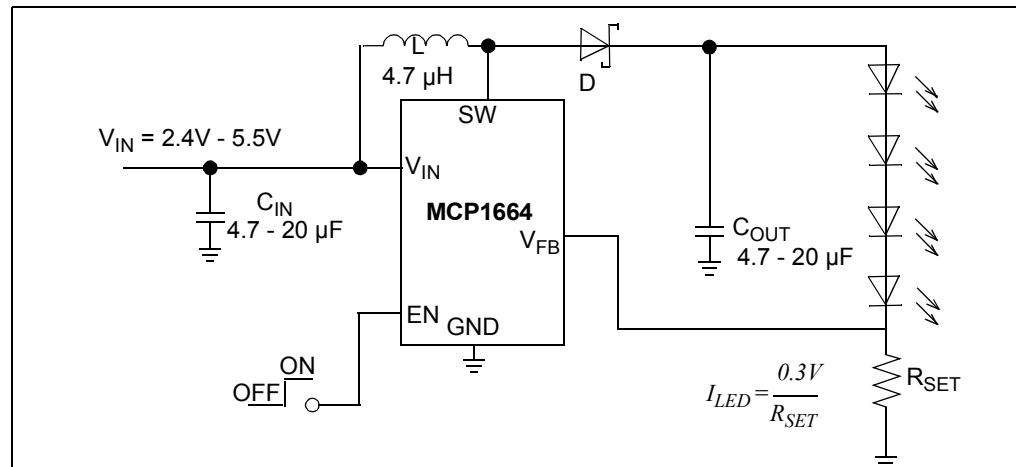 L
4.7 µH
D
SW
V_IN = 2.4V - 5.5V
V_IN
C_IN
4.7 - 20 µF
MCP1664
V_FB
C_OUT
4.7 - 20 µF
EN
GND
ON
OFF
I_LED = 0.3V / R_SET
R_SET